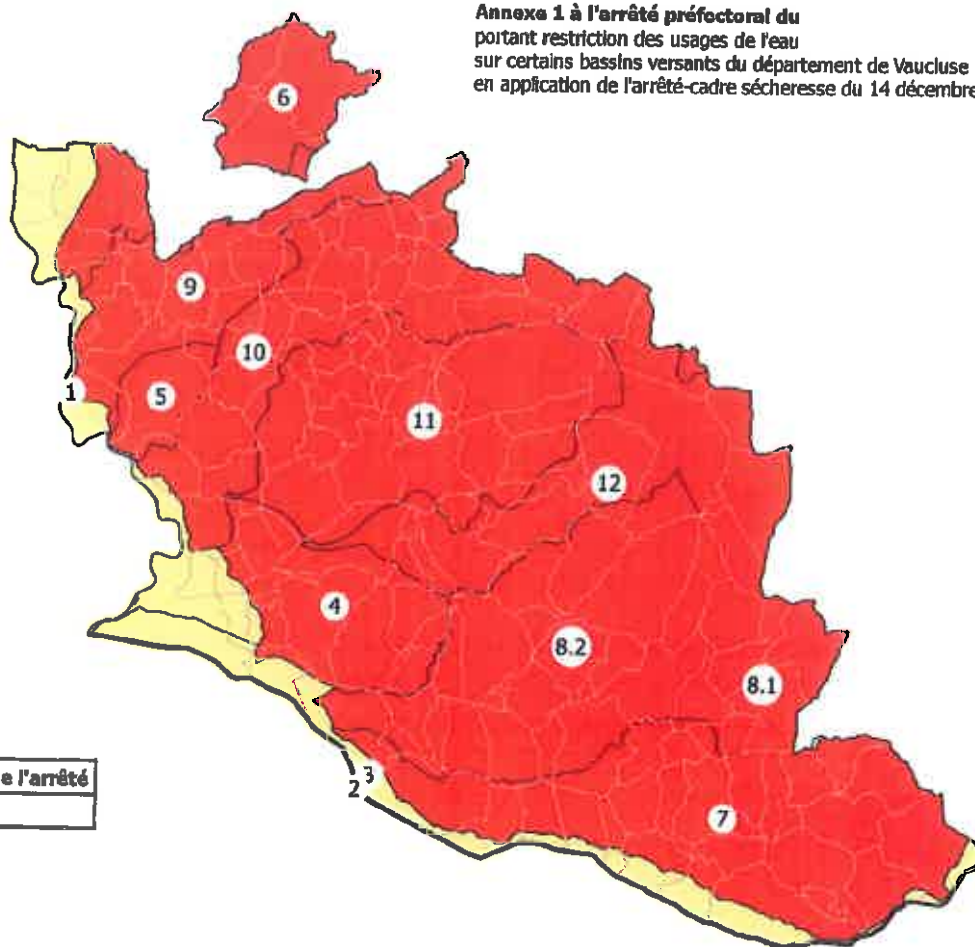 Annexe 1 à l'arrêté préfectoral du
portant restriction des usages de l'eau
sur certains bassins versants du département de Vaucluse
en application de l'arrêté-cadre sécheresse du 14 décembre
6
9
10
1
5
11
12
4
8.2
8.1
e l'arrêté
3
2
7